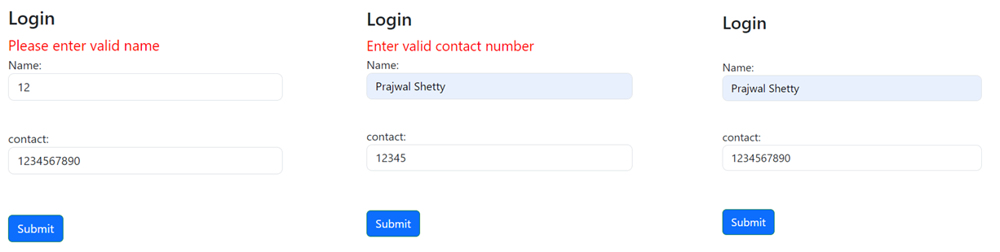 Login
Please enter valid name
Name:
12
contact:
1234567890
Submit
Login
Enter valid contact number
Name:
Prajwal Shetty
contact:
12345
Submit
Login
Name:
Prajwal Shetty
contact:
1234567890
Submit